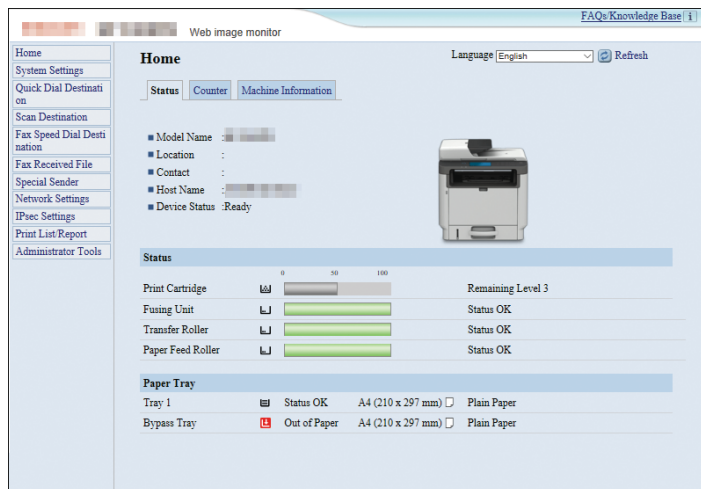 FAQs/Knowledge Base i
Web image monitor
Home
System Settings
Quick Dial Destinati
on
Scan Destination
Fax Speed Dial Desti
nation
Fax Received File
Special Sender
Network Settings
IPsec Settings
Print List/Report
Administrator Tools
Home
Language English Refresh
Status Counter Machine Information
Model Name :
Location :
Contact :
Host Name :
Device Status :Ready
Status
0 50 100
Print Cartridge Remaining Level 3
Fusing Unit Status OK
Transfer Roller Status OK
Paper Feed Roller Status OK
Paper Tray
Tray 1 Status OK A4 (210 x 297 mm) Plain Paper
Bypass Tray Out of Paper A4 (210 x 297 mm) Plain Paper